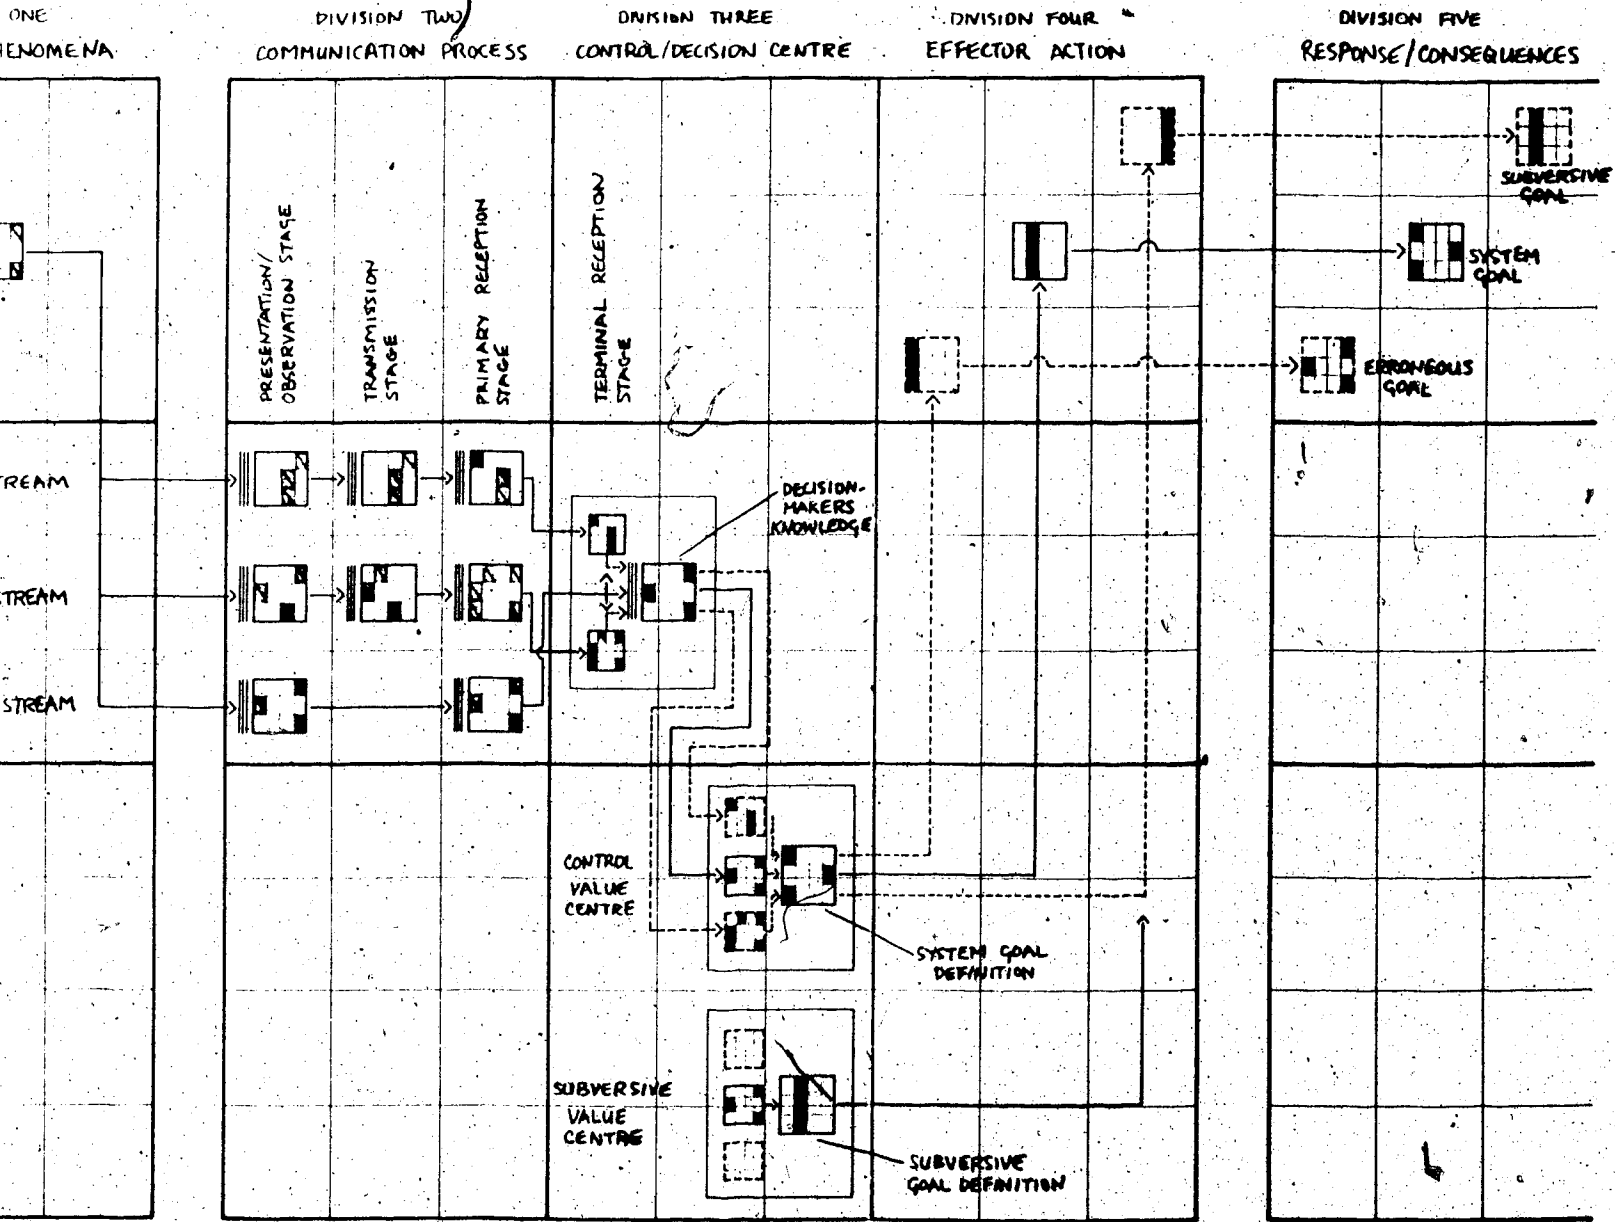 ONE
HENOMENA
DIVISION TWO
COMMUNICATION PROCESS
DIVISION THREE
CONTROL/DECISION CENTRE
DIVISION FOUR
EFFECTOR ACTION
DIVISION FIVE
RESPONSE/CONSEQUENCES
PRESENTATION/
OBSERVATION STAGE
TRANSMISSION
STAGE
PRIMARY RECEPTION
STAGE
TERMINAL RECEPTION
STAGE
SUBVERSIVE
GOAL
SYSTEM
GOAL
ERRONEOUS
GOAL
TREAM
STREAM
STREAM
DECISION-
MAKERS
KNOWLEDGE
CONTROL
VALUE
CENTRE
SYSTEM GOAL
DEFINITION
SUBVERSIVE
VALUE
CENTRE
SUBVERSIVE
GOAL DEFINITION